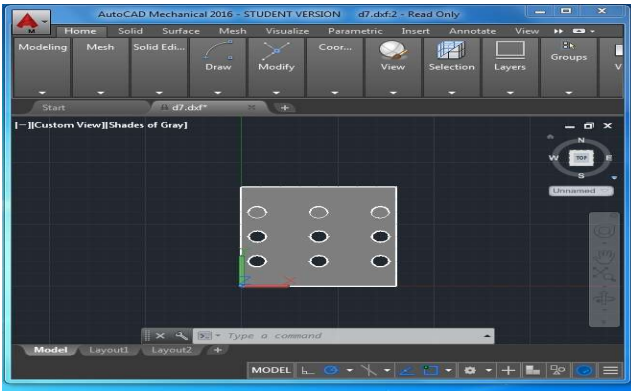 AutoCAD Mechanical 2016 - STUDENT VERSION d7.dxf:2 - Read Only
M
Home Solid Surface Mesh Visualize Parametric Insert Annotate View
Modeling Mesh Solid Edi... Draw Modify Coor... View Selection Layers Groups V
Start d7.dxf*
[−][Custom View][Shades of Gray]
N
W TOP E
S
Unnamed
X
Z
Type a command
Model Layout1 Layout2 +
MODEL